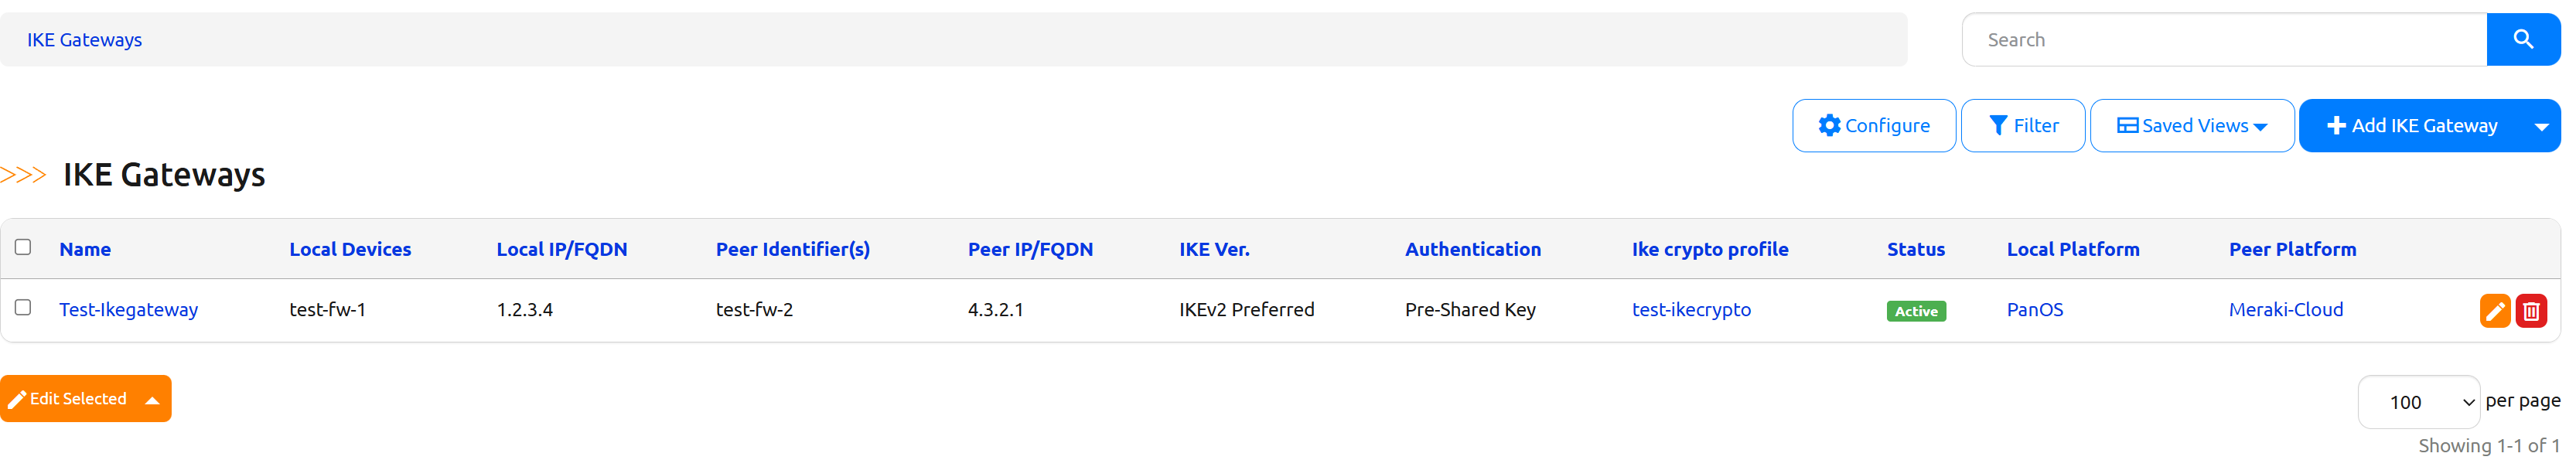 IKE Gateways
Search
Configure Filter Saved Views Add IKE Gateway
>>> IKE Gateways
Name Local Devices Local IP/FQDN Peer Identifier(s) Peer IP/FQDN IKE Ver. Authentication Ike crypto profile Status Local Platform Peer Platform
Test-Ikegateway test-fw-1 1.2.3.4 test-fw-2 4.3.2.1 IKEv2 Preferred Pre-Shared Key test-ikecrypto Active PanOS Meraki-Cloud
Edit Selected
100 per page
Showing 1-1 of 1